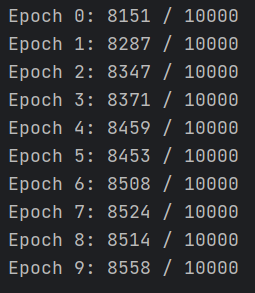 Epoch 0: 8151 / 10000
Epoch 1: 8287 / 10000
Epoch 2: 8347 / 10000
Epoch 3: 8371 / 10000
Epoch 4: 8459 / 10000
Epoch 5: 8453 / 10000
Epoch 6: 8508 / 10000
Epoch 7: 8524 / 10000
Epoch 8: 8514 / 10000
Epoch 9: 8558 / 10000